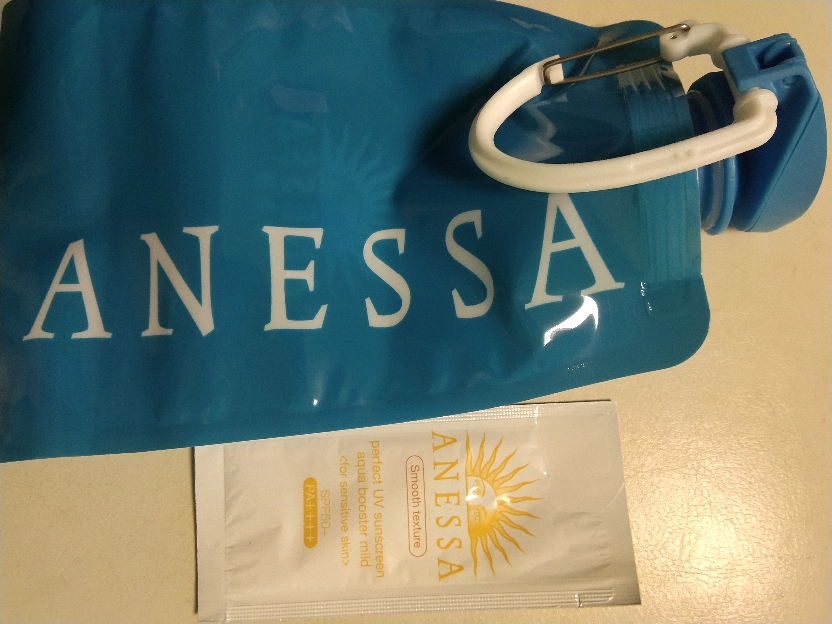 ANESSA
ANESSA
Smooth texture
perfect UV sunscreen
aqua booster mild
<for sensitive skin>
SPF50+
PA++++